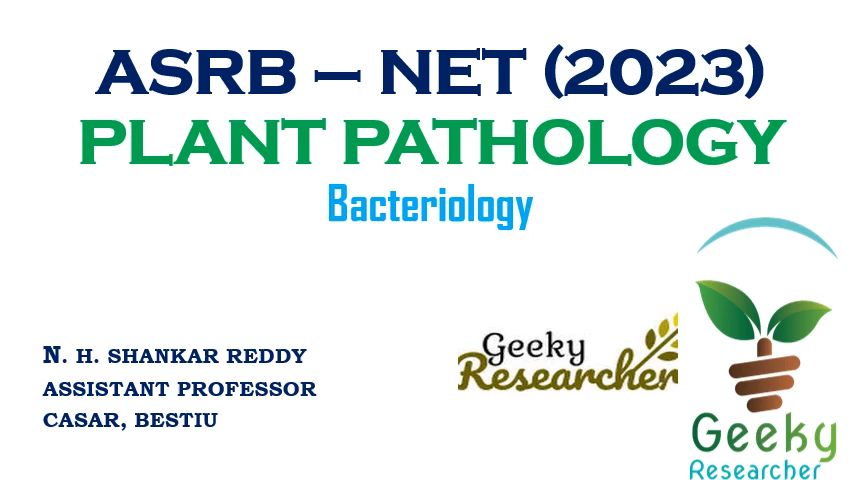 ASRB – NET (2023)
PLANT PATHOLOGY
Bacteriology
N. H. SHANKAR REDDY
ASSISTANT PROFESSOR
CASAR, BESTIU
Geeky
Researcher
Geeky
Researcher